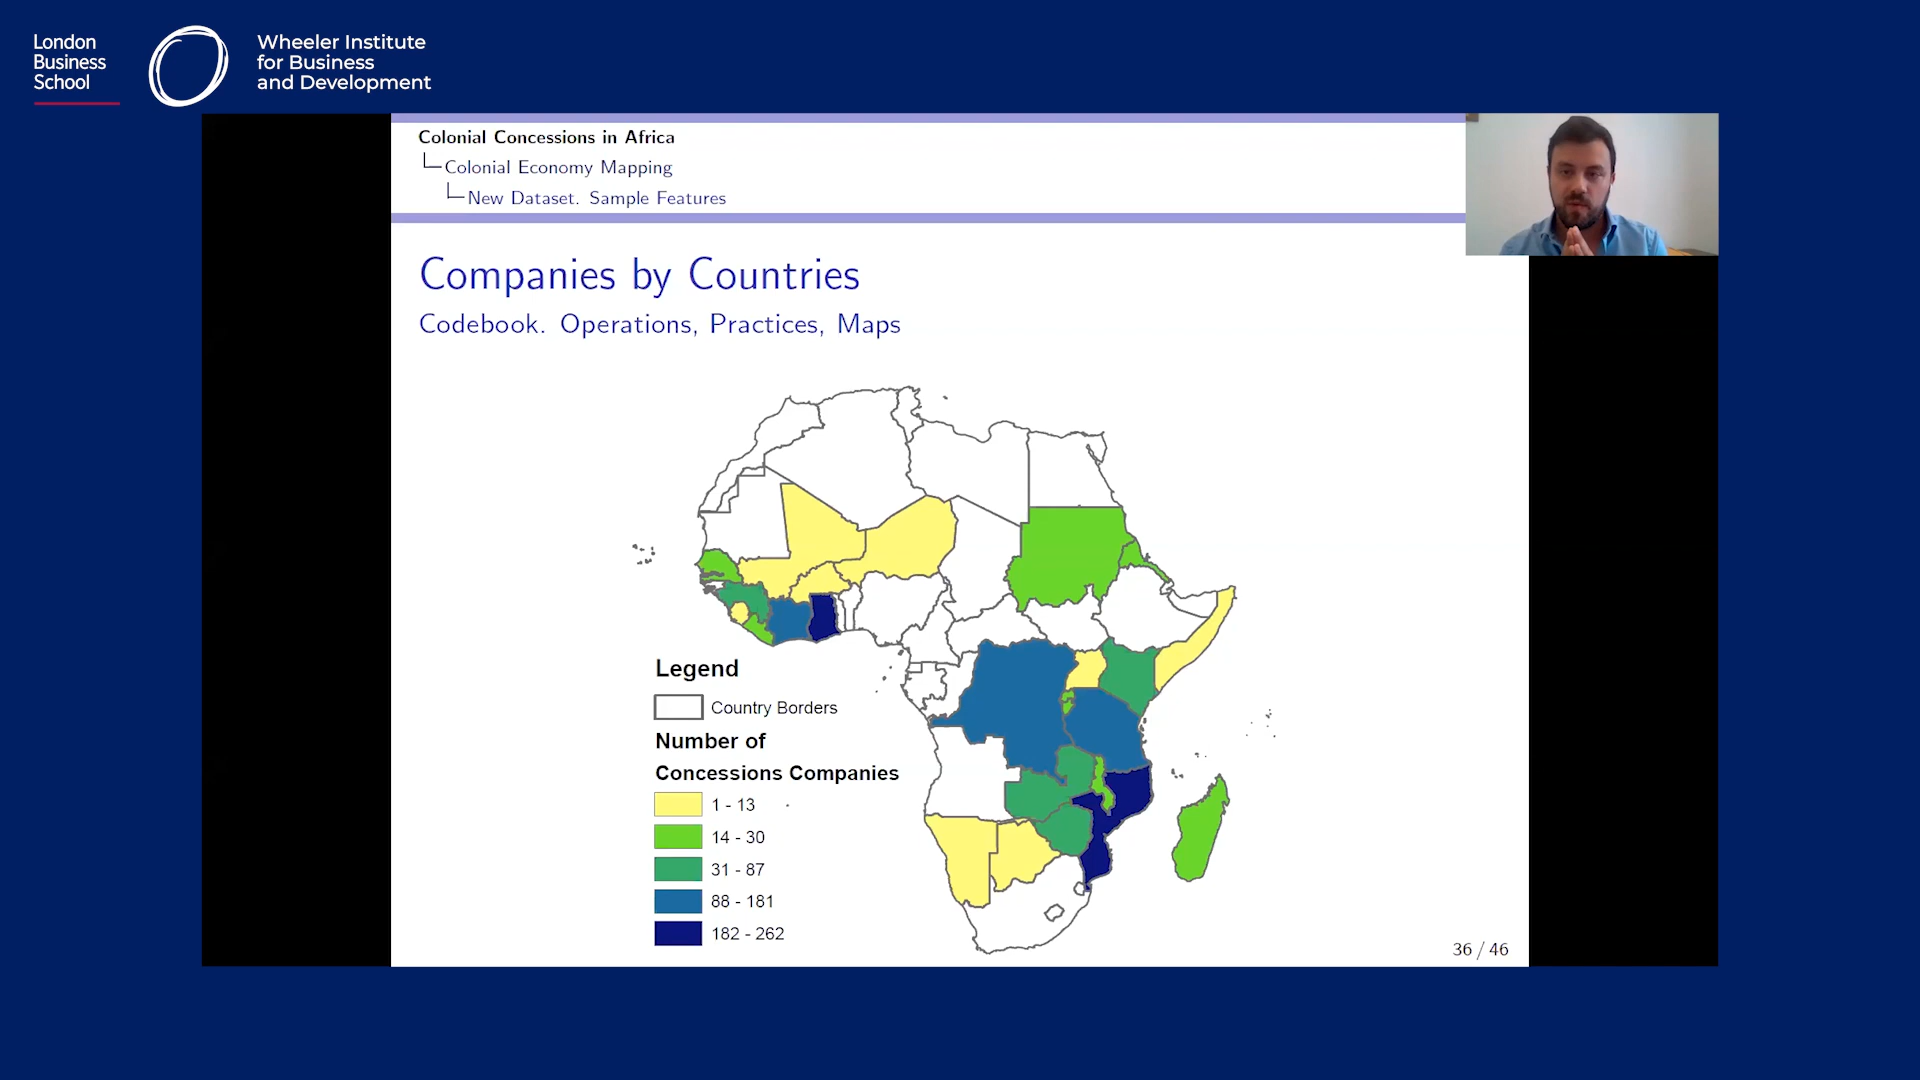 London
Business
School
Wheeler Institute
for Business
and Development
Colonial Concessions in Africa
Colonial Economy Mapping
New Dataset. Sample Features
Companies by Countries
Codebook. Operations, Practices, Maps
Legend
Country Borders
Number of
Concessions Companies
1 - 13
14 - 30
31 - 87
88 - 181
182 - 262
36 / 46